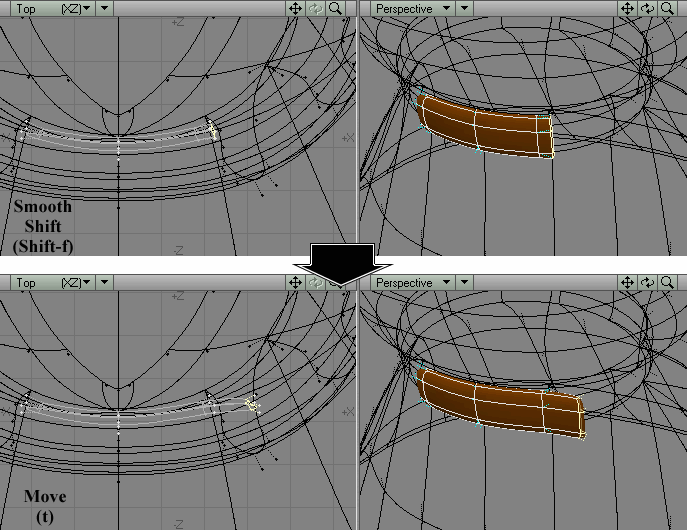 Top (XZ) Perspective
+Z
+X
-Z
Smooth
Shift
(Shift-f)
Top (XZ) Perspective
+Z
+X
-Z
Move
(t)